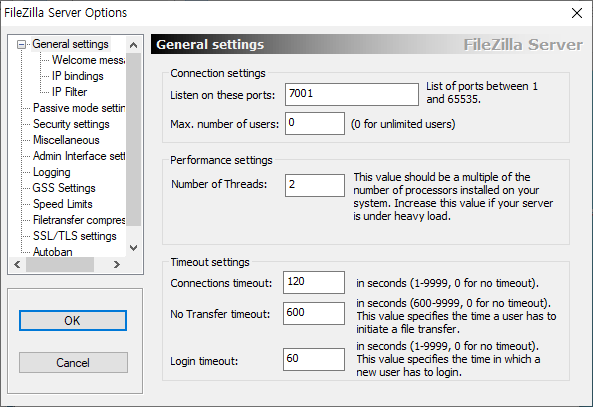 FileZilla Server Options
General settings
Welcome messa
IP bindings
IP Filter
Passive mode settin
Security settings
Miscellaneous
Admin Interface sett
Logging
GSS Settings
Speed Limits
Filetransfer compres
SSL/TLS settings
Autoban
OK
Cancel
General settings
FileZilla Server
Connection settings
Listen on these ports:
7001
List of ports between 1
and 65535.
Max. number of users:
0
(0 for unlimited users)
Performance settings
Number of Threads:
2
This value should be a multiple of the
number of processors installed on your
system. Increase this value if your server
is under heavy load.
Timeout settings
Connections timeout:
120
in seconds (1-9999, 0 for no timeout).
No Transfer timeout:
600
in seconds (600-9999, 0 for no timeout).
This value specifies the time a user has to
initiate a file transfer.
Login timeout:
60
in seconds (1-9999, 0 for no timeout).
This value specifies the time in which a
new user has to login.